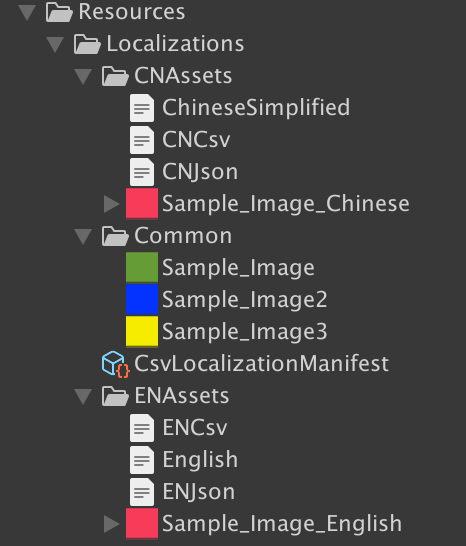 Resources
Localizations
CNAssets
ChineseSimplified
CNCsv
CNJson
Sample_Image_Chinese
Common
Sample_Image
Sample_Image2
Sample_Image3
CsvLocalizationManifest
ENAssets
ENCsv
English
ENJson
Sample_Image_English